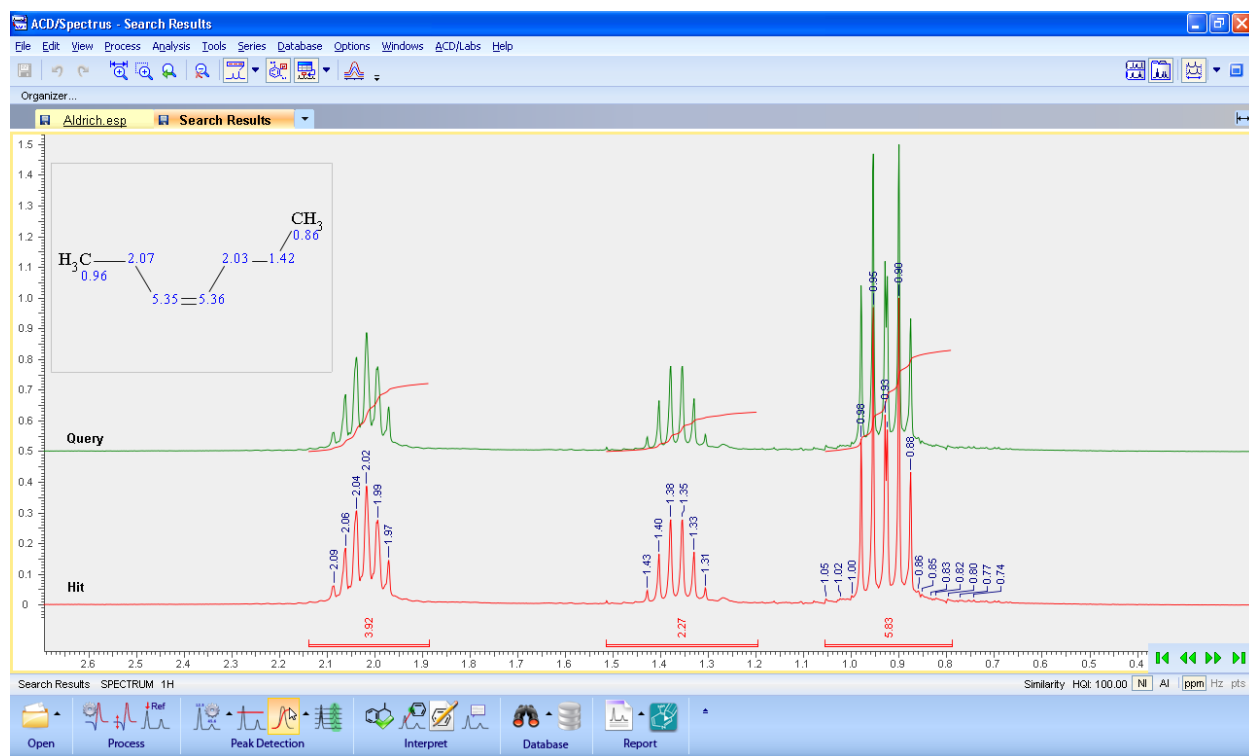 ACD/Spectrus - Search Results
File Edit View Process Analysis Tools Series Database Options Windows ACD/Labs Help
Organizer...
Aldrich.esp Search Results
1.5
1.4
1.3
1.2
1.1
1.0
0.9
0.8
0.7
0.6
0.5
0.4
0.3
0.2
0.1
0
CH3
0.86
H3C 2.07 2.03 1.42
0.96
5.35 5.36
Query
Hit
2.09 2.06 2.04 2.02 1.99 1.97
1.43 1.40 1.38 1.35 1.33 1.31
1.05 1.02 1.00 0.98 0.95 0.93 0.90 0.88 0.86 0.85 0.83 0.82 0.80 0.77 0.74
3.92 2.27 5.83
2.6 2.5 2.4 2.3 2.2 2.1 2.0 1.9 1.8 1.7 1.6 1.5 1.4 1.3 1.2 1.1 1.0 0.9 0.8 0.7 0.6 0.5 0.4
Search Results SPECTRUM 1H Similarity HQI: 100.00 NI AI ppm Hz pts
Ref
Open Process Peak Detection Interpret Database Report